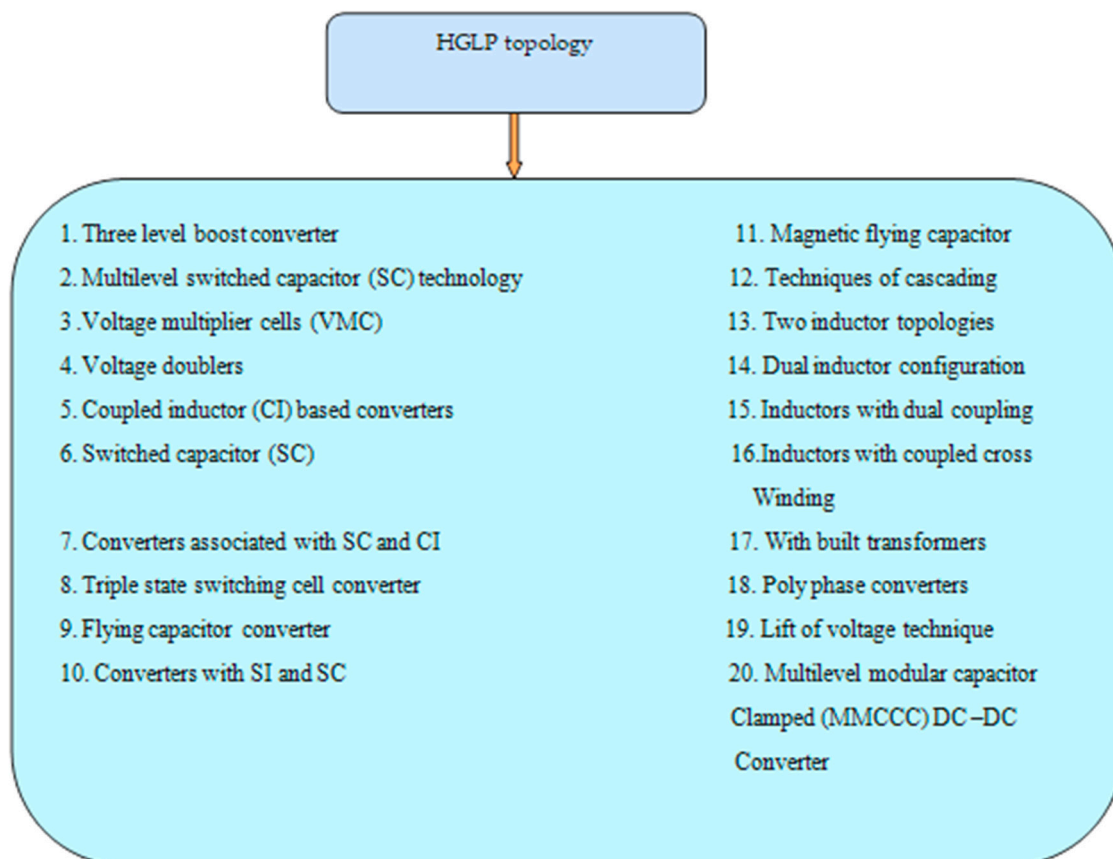 HGLP topology
1. Three level boost converter
2. Multilevel switched capacitor (SC) technology
3 .Voltage multiplier cells (VMC)
4. Voltage doublers
5. Coupled inductor (CI) based converters
6. Switched capacitor (SC)
7. Converters associated with SC and CI
8. Triple state switching cell converter
9. Flying capacitor converter
10. Converters with SI and SC
11. Magnetic flying capacitor
12. Techniques of cascading
13. Two inductor topologies
14. Dual inductor configuration
15. Inductors with dual coupling
16.Inductors with coupled cross
Winding
17. With built transformers
18. Poly phase converters
19. Lift of voltage technique
20. Multilevel modular capacitor
Clamped (MMCCC) DC –DC
Converter